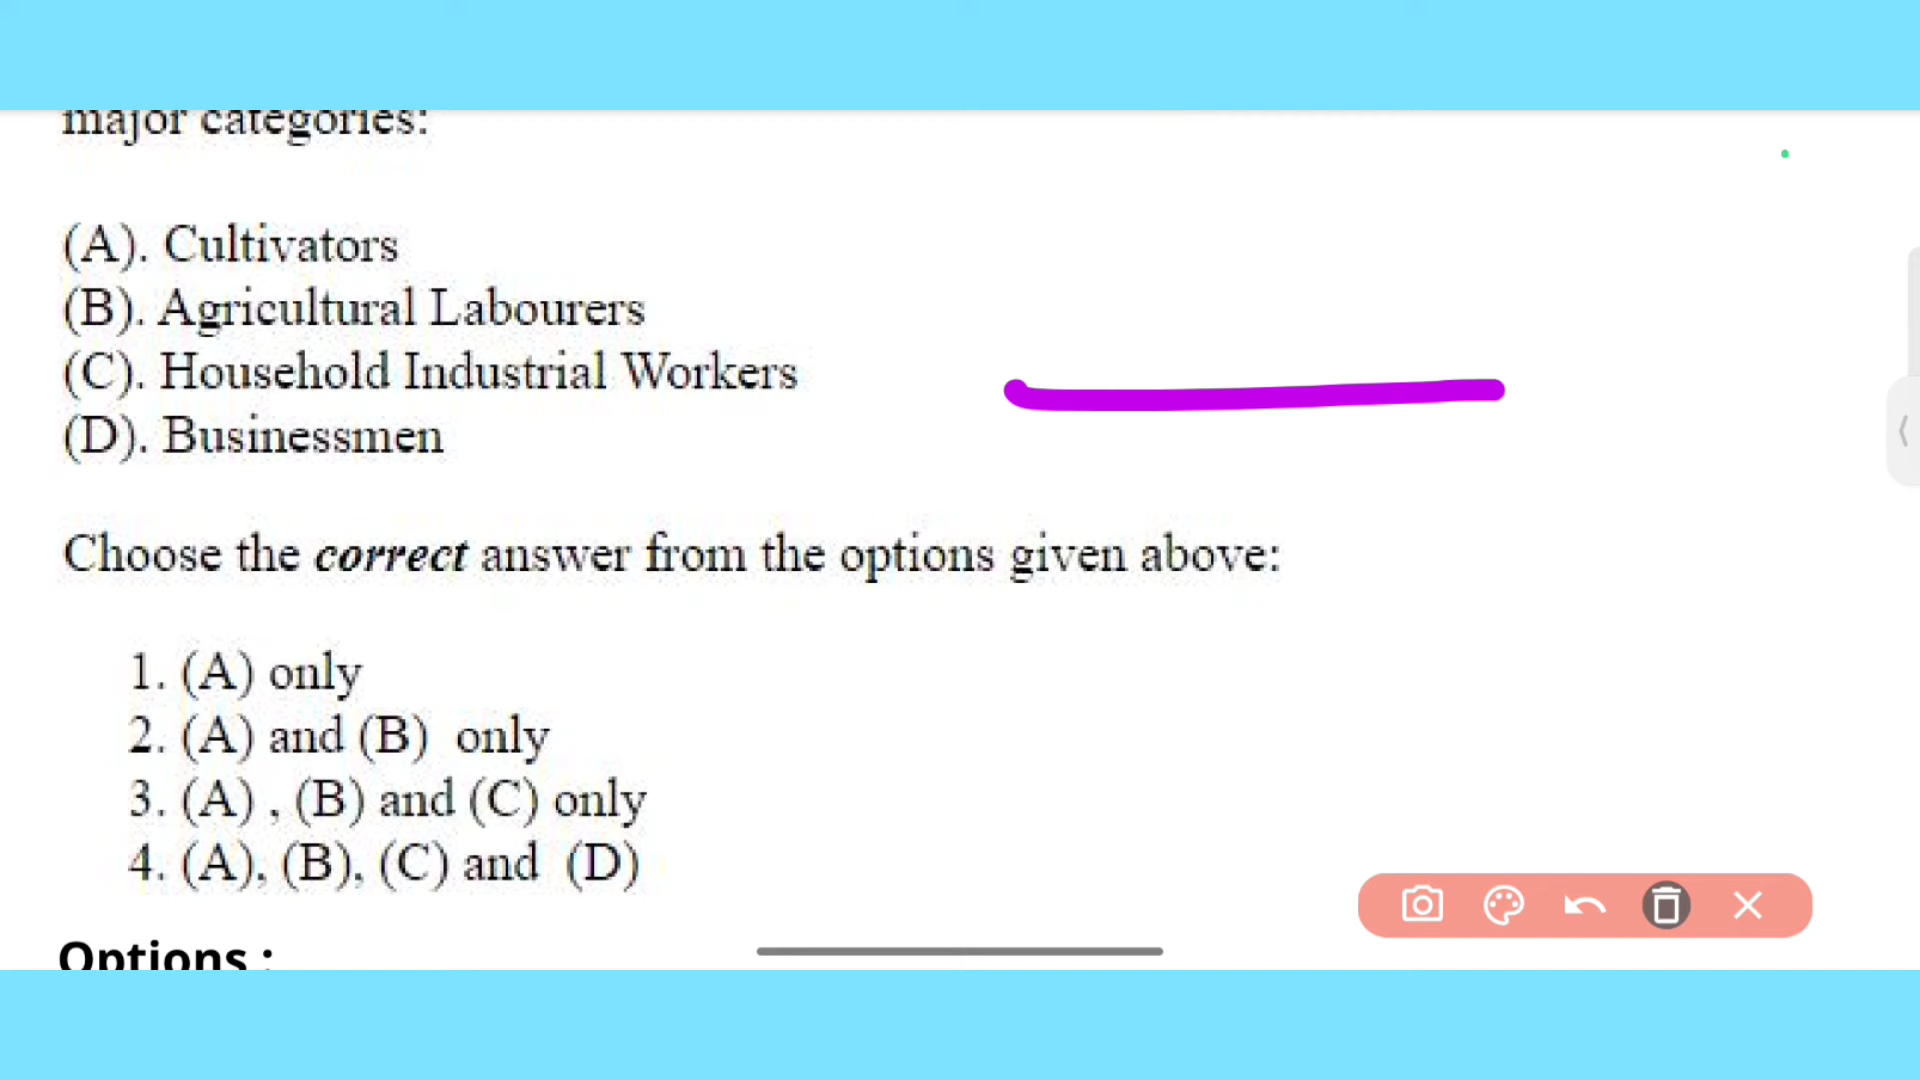 major categories:
(A). Cultivators
(B). Agricultural Labourers
(C). Household Industrial Workers
(D). Businessmen
Choose the correct answer from the options given above:
1. (A) only
2. (A) and (B) only
3. (A) , (B) and (C) only
4. (A), (B), (C) and (D)
Options :